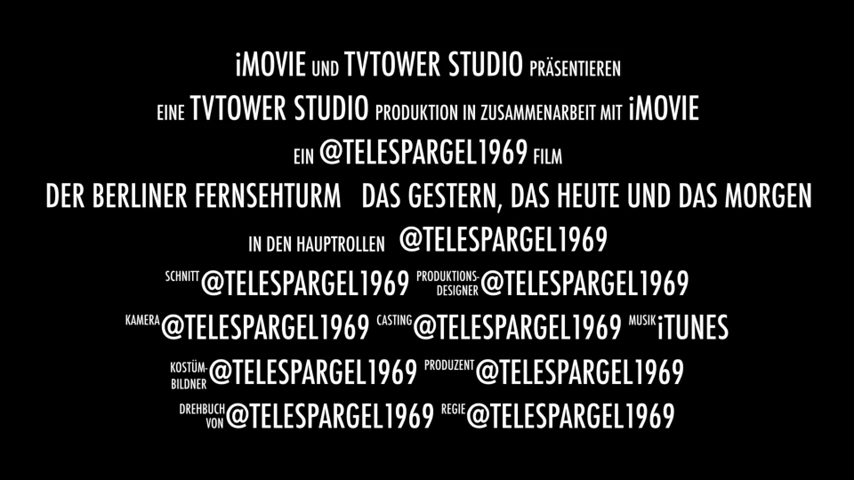 iMOVIE UND TVTOWER STUDIO PRÄSENTIEREN
EINE TVTOWER STUDIO PRODUKTION IN ZUSAMMENARBEIT MIT iMOVIE
EIN @TELESPARGEL1969 FILM
DER BERLINER FERNSEHTURM DAS GESTERN, DAS HEUTE UND DAS MORGEN
IN DEN HAUPTROLLEN @TELESPARGEL1969
SCHNITT @TELESPARGEL1969 PRODUKTIONS-DESIGNER @TELESPARGEL1969
KAMERA @TELESPARGEL1969 CASTING @TELESPARGEL1969 MUSIK iTUNES
KOSTÜM-BILDNER @TELESPARGEL1969 PRODUZENT @TELESPARGEL1969
DREHBUCH VON @TELESPARGEL1969 REGIE @TELESPARGEL1969